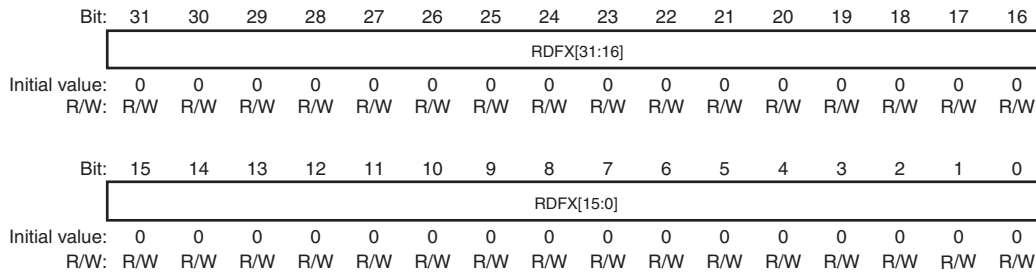 Bit: 31 30 29 28 27 26 25 24 23 22 21 20 19 18 17 16
RDFX[31:16]
Initial value: 0 0 0 0 0 0 0 0 0 0 0 0 0 0 0 0
R/W: R/W R/W R/W R/W R/W R/W R/W R/W R/W R/W R/W R/W R/W R/W R/W R/W
Bit: 15 14 13 12 11 10 9 8 7 6 5 4 3 2 1 0
RDFX[15:0]
Initial value: 0 0 0 0 0 0 0 0 0 0 0 0 0 0 0 0
R/W: R/W R/W R/W R/W R/W R/W R/W R/W R/W R/W R/W R/W R/W R/W R/W R/W